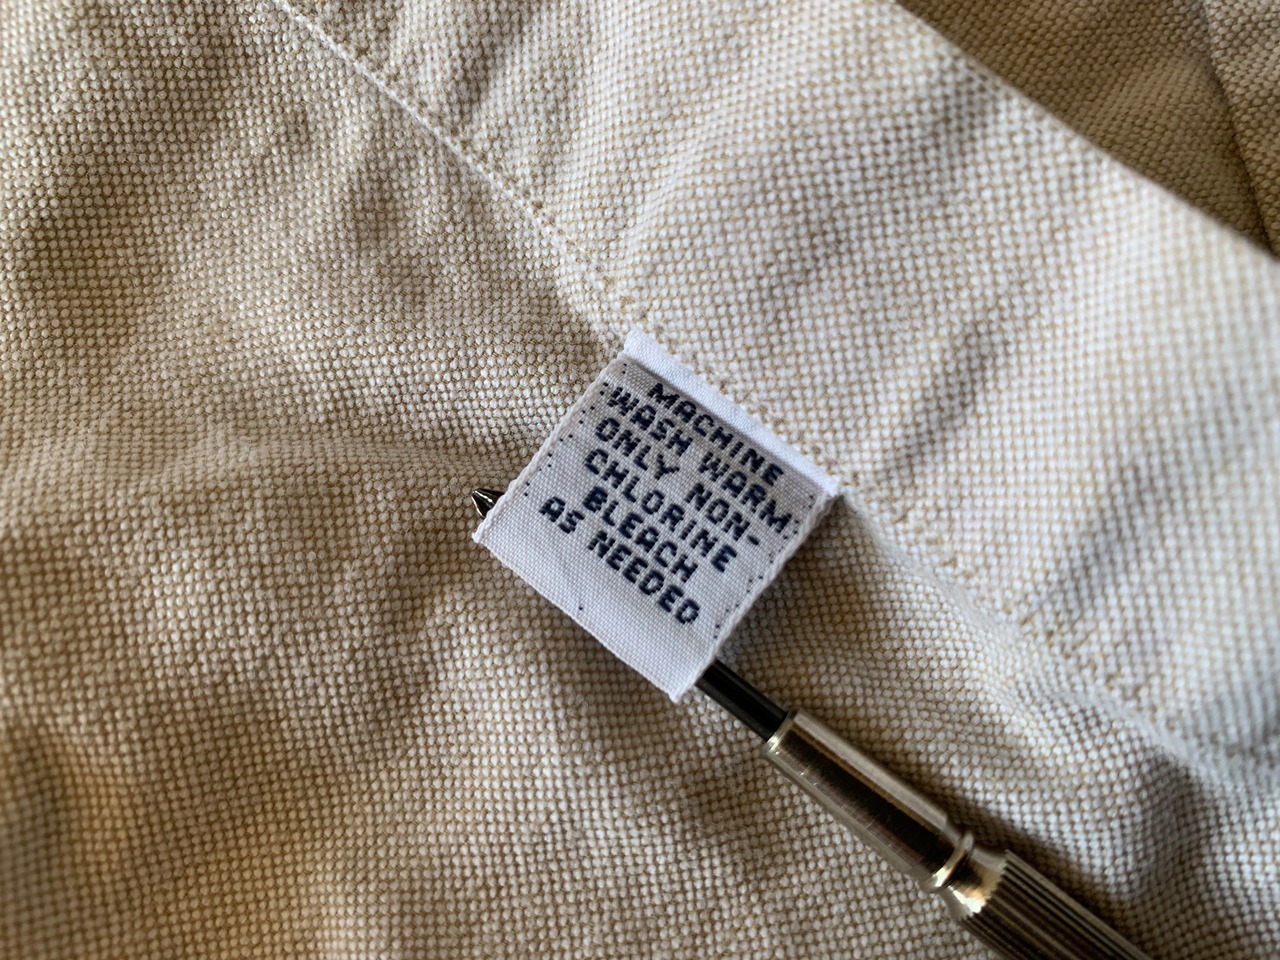 MACHINE
WASH WARM
ONLY NON-
CHLORINE
BLEACH
AS NEEDED